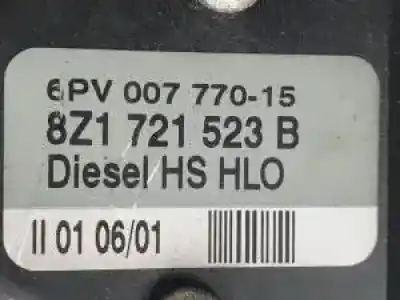 6PV 007 770-15
8Z1 721 523 B
Diesel HS HLO
II 01 06/01